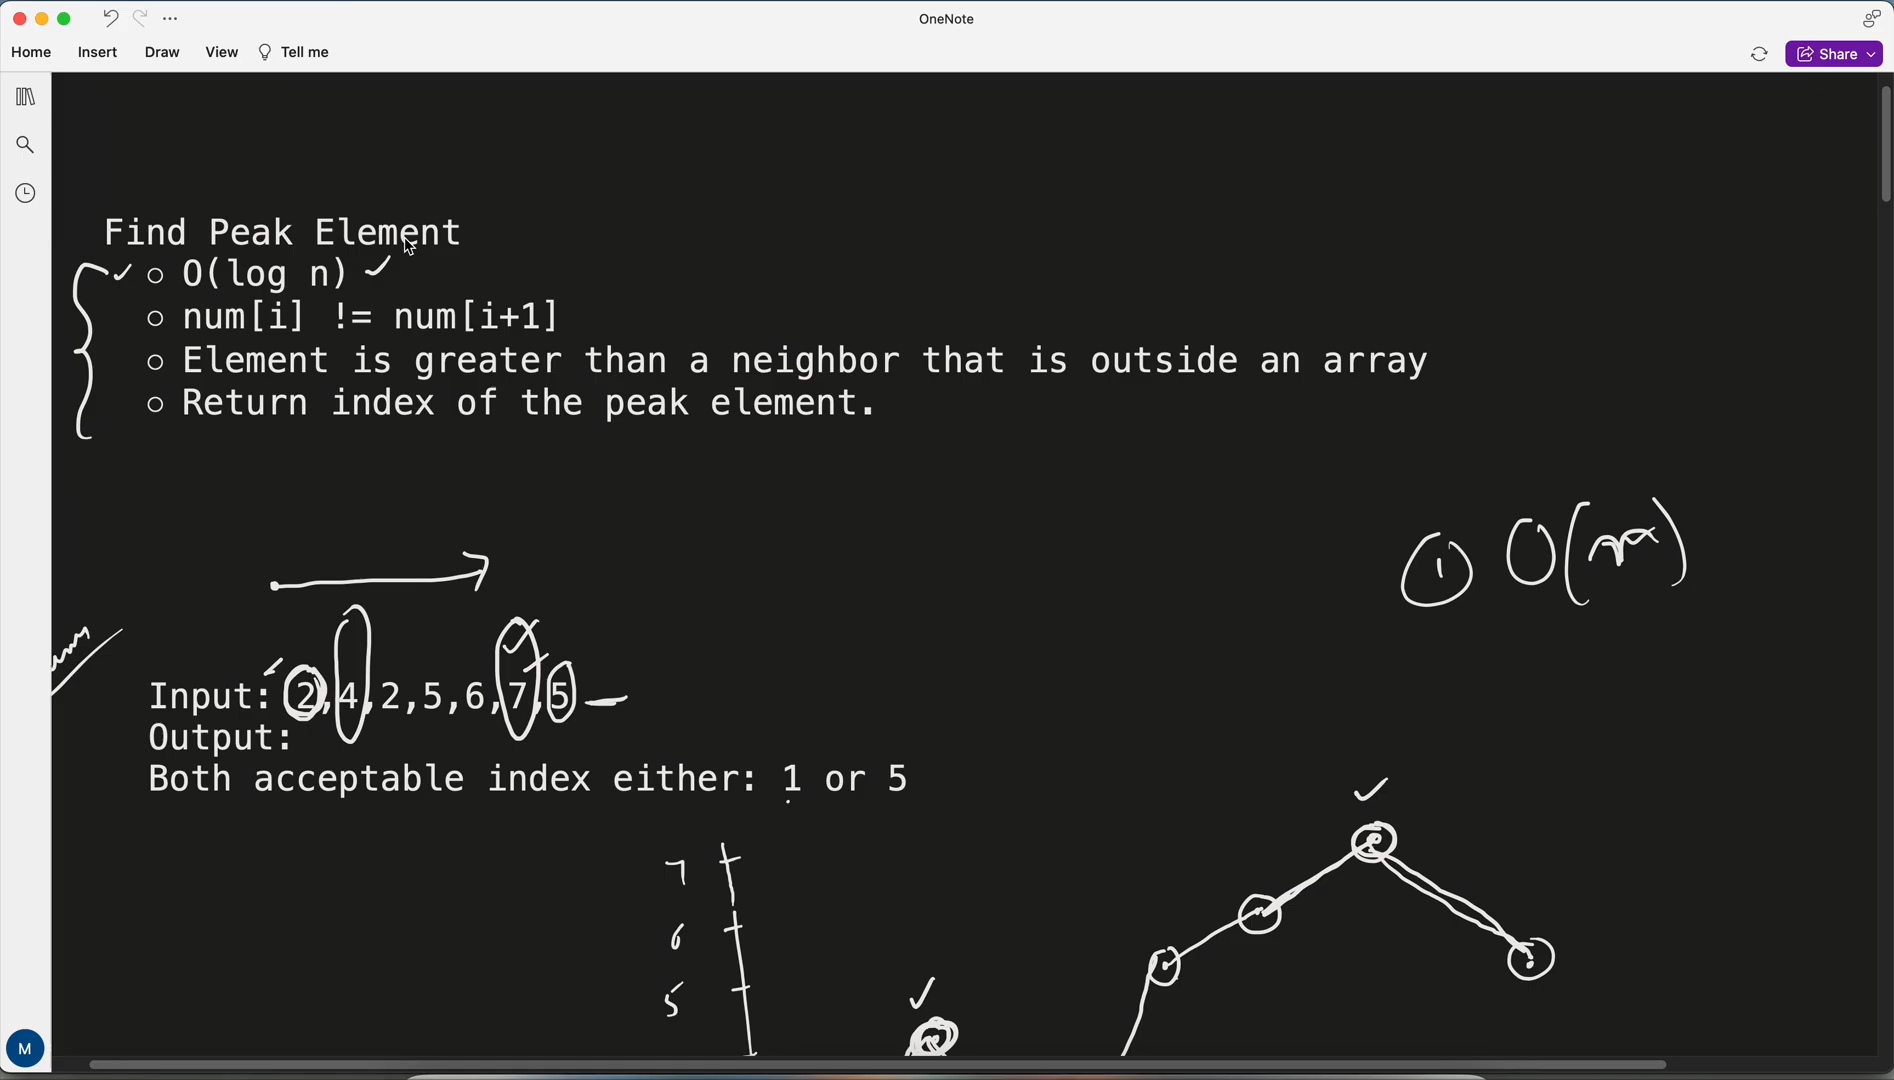 OneNote
Home Insert Draw View Tell me Share
Find Peak Element
O(log n)
num[i] != num[i+1]
Element is greater than a neighbor that is outside an array
Return index of the peak element.
1 O(n)
Input: 2,4,2,5,6,7,5
Output:
Both acceptable index either: 1 or 5
7
6
5
M